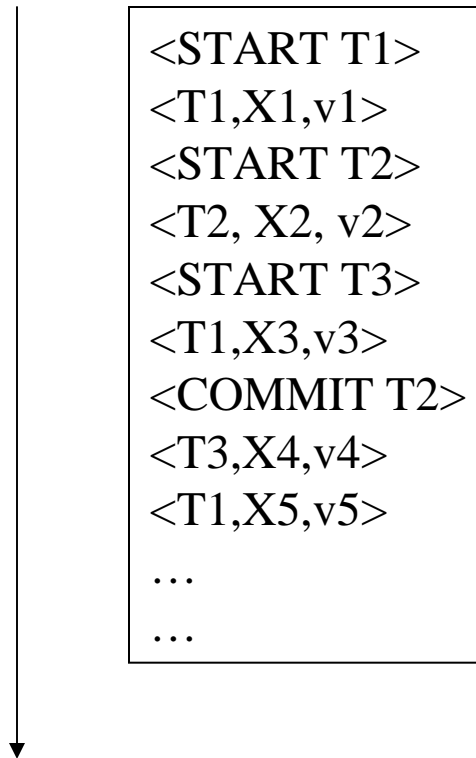 <START T1>
<T1,X1,v1>
<START T2>
<T2, X2, v2>
<START T3>
<T1,X3,v3>
<COMMIT T2>
<T3,X4,v4>
<T1,X5,v5>
…
…